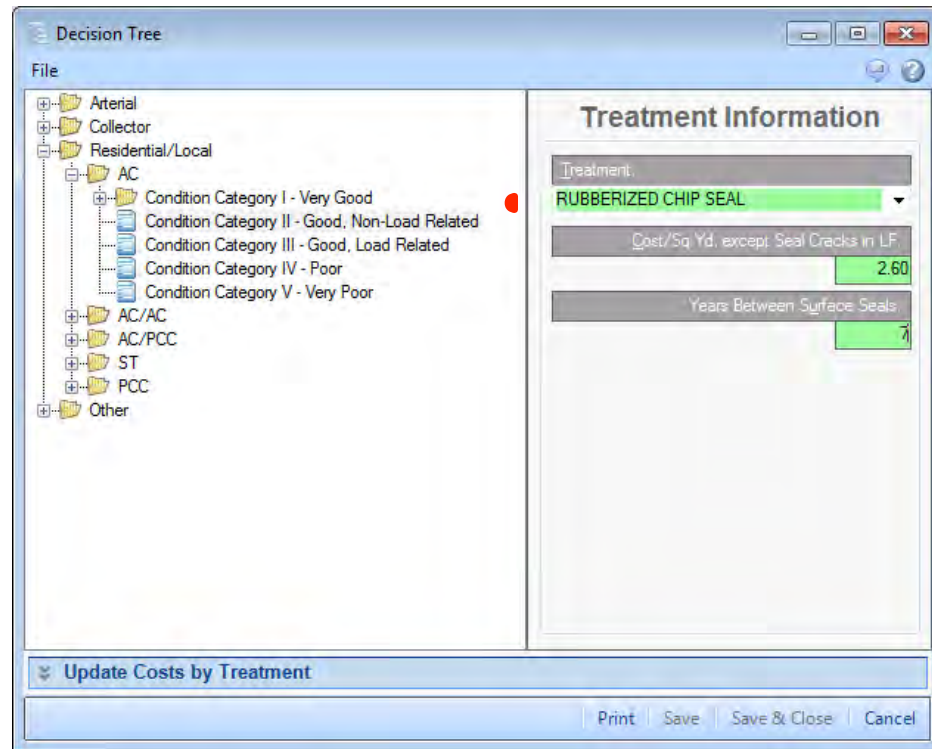 Decision Tree
File
Arterial
Collector
Residential/Local
AC
Condition Category I - Very Good
Condition Category II - Good, Non-Load Related
Condition Category III - Good, Load Related
Condition Category IV - Poor
Condition Category V - Very Poor
AC/AC
AC/PCC
ST
PCC
Other
Treatment Information
Treatment
RUBBERIZED CHIP SEAL
Cost/Sq Yd, except Seal Cracks in LF
2.60
Years Between Surface Seals
7
Update Costs by Treatment
Print Save Save & Close Cancel